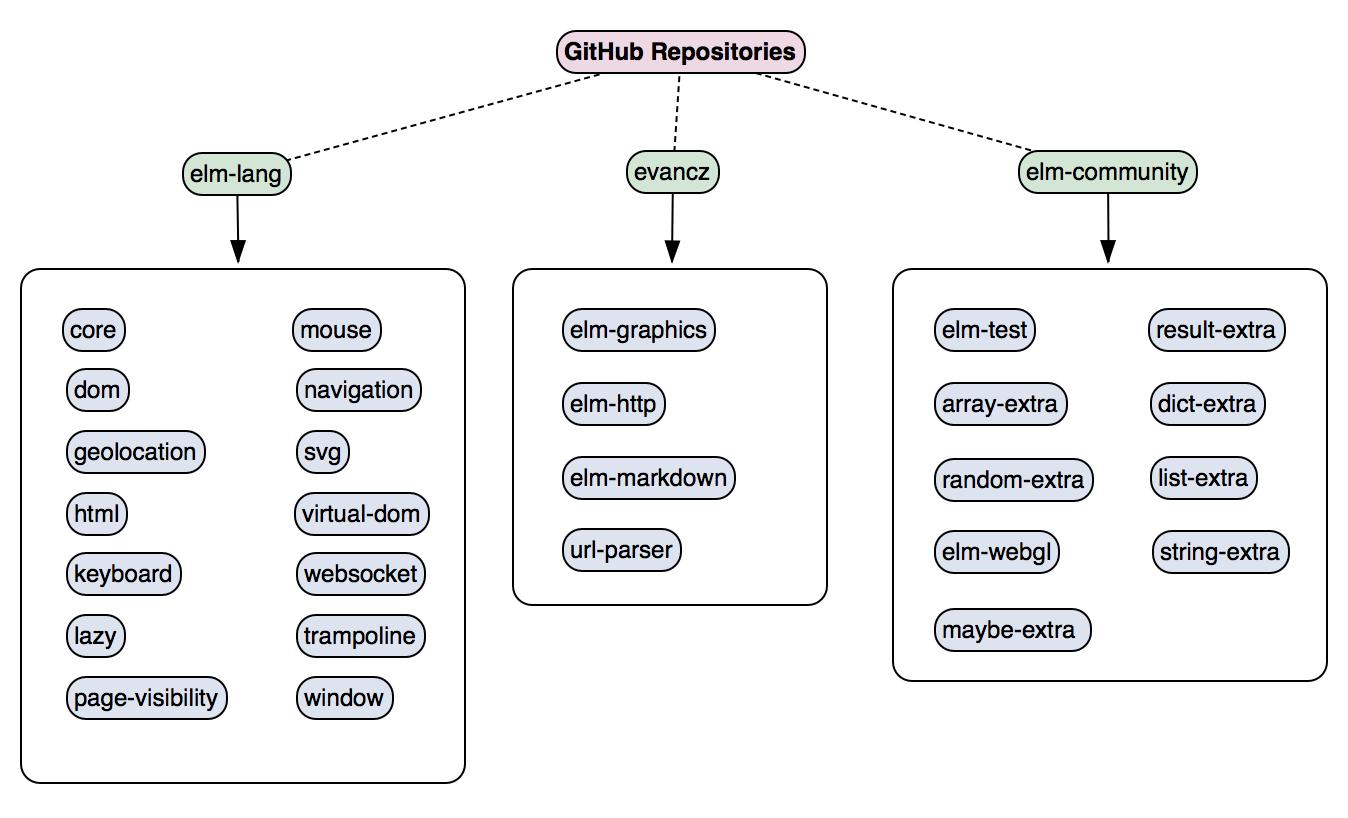 GitHub Repositories
elm-lang
evancz
elm-community
core
dom
geolocation
html
keyboard
lazy
page-visibility
mouse
navigation
svg
virtual-dom
websocket
trampoline
window
elm-graphics
elm-http
elm-markdown
url-parser
elm-test
array-extra
random-extra
elm-webgl
maybe-extra
result-extra
dict-extra
list-extra
string-extra